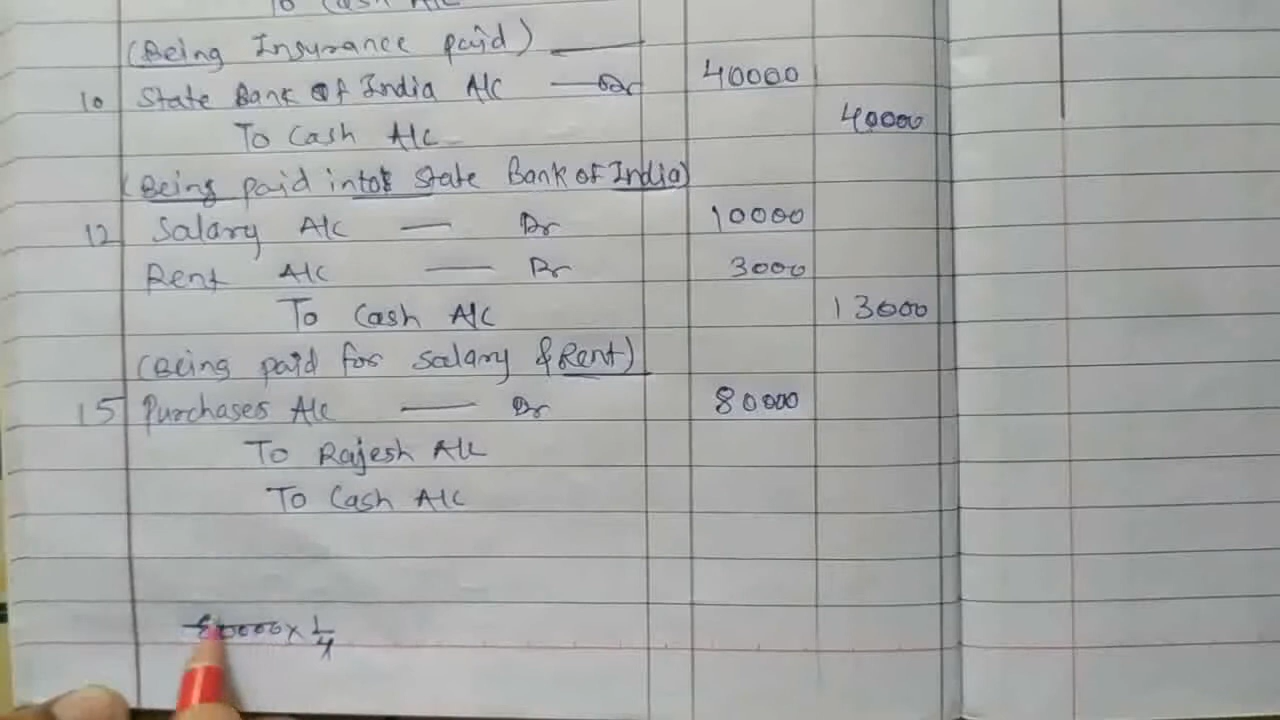 To Cash A/c
(Being Insurance paid)
10 State Bank of India A/c Dr 40000
To Cash A/c 40000
(Being paid into State Bank of India)
12 Salary A/c Dr 10000
Rent A/c Dr 3000
To Cash A/c 13000
(Being paid for salary & Rent)
15 Purchases A/c Dr 80000
To Rajesh A/c
To Cash A/c
80000 × 1/4